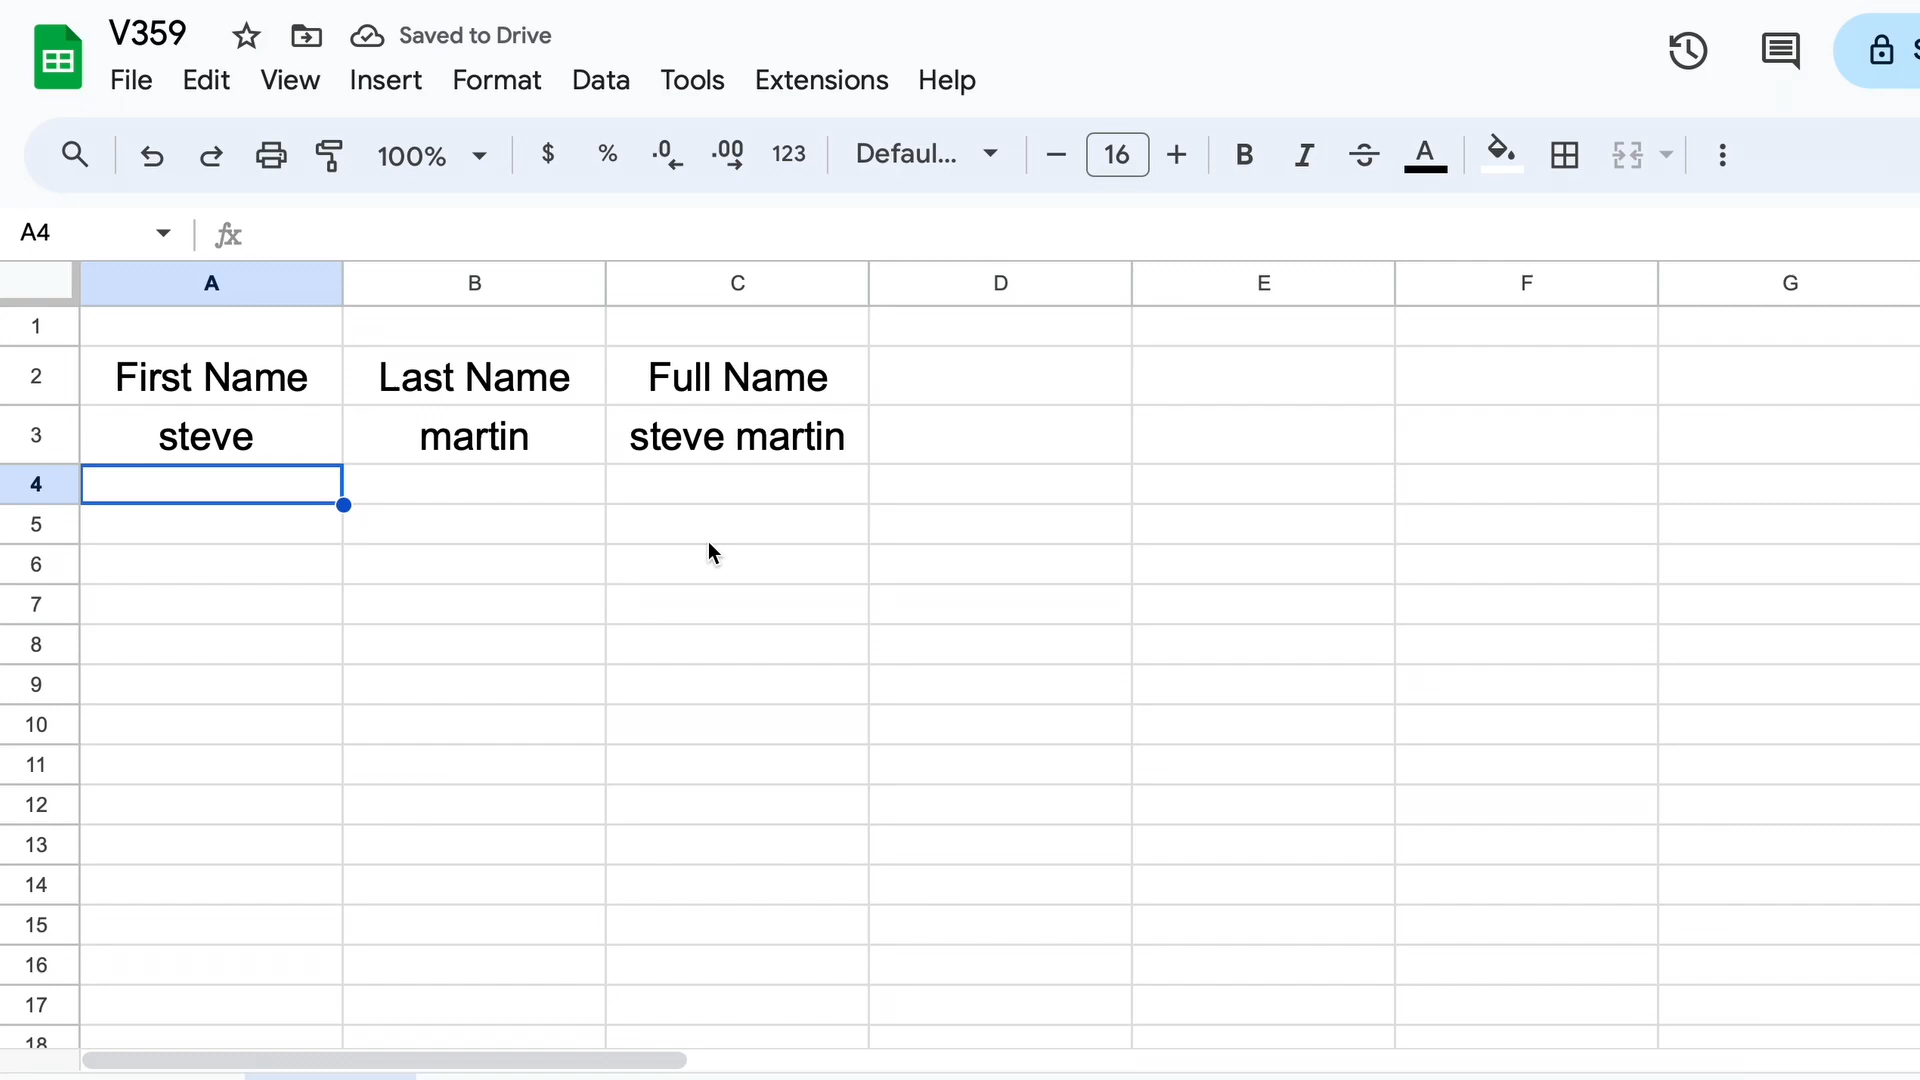 V359
Saved to Drive
File Edit View Insert Format Data Tools Extensions Help
100% $ % .0 .00 123 Defaul... 16 B I S A
A4 fx
A B C D E F G
1
2 First Name Last Name Full Name
3 steve martin steve martin
4
5
6
7
8
9
10
11
12
13
14
15
16
17
18